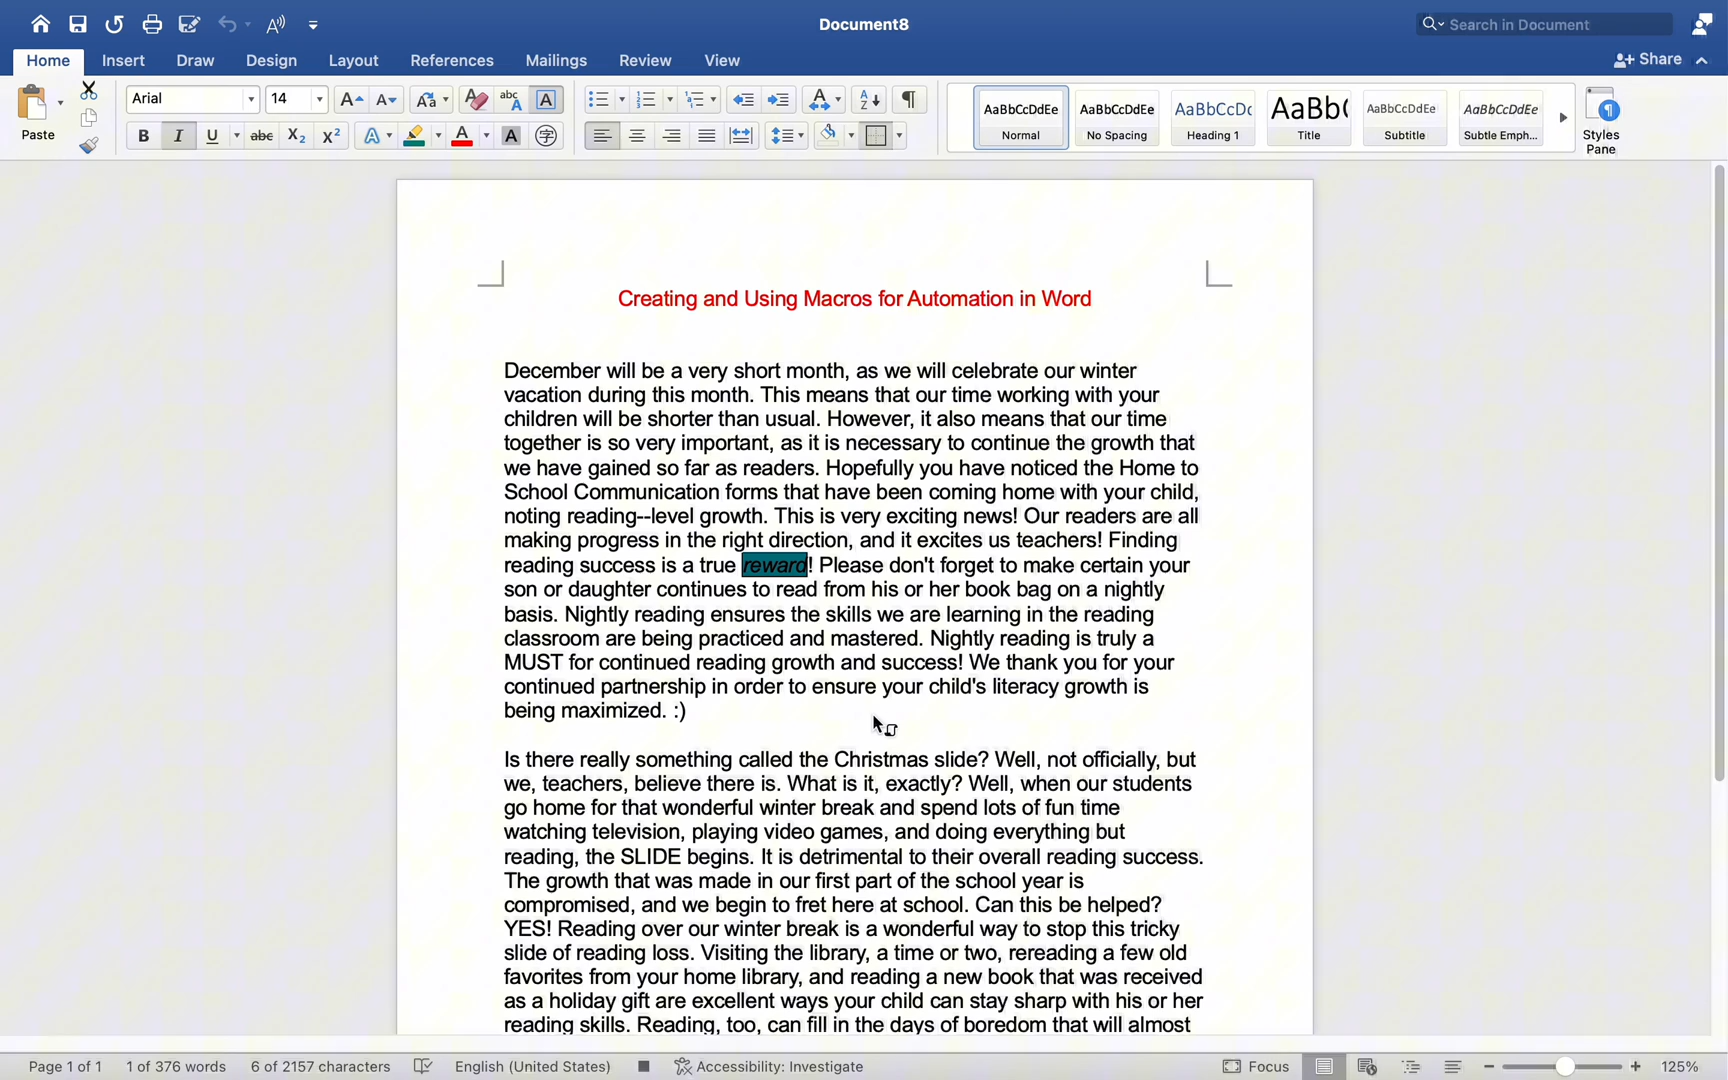 Document8
Search in Document
Home Insert Draw Design Layout References Mailings Review View
Share
Paste
Arial 14
AaBbCcDdEe AaBbCcDdEe AaBbCcDc AaBb( AaBbCcDdEe AaBbCcDdEe
Normal No Spacing Heading 1 Title Subtitle Subtle Emph...
Styles
Pane
Creating and Using Macros for Automation in Word
December will be a very short month, as we will celebrate our winter
vacation during this month. This means that our time working with your
children will be shorter than usual. However, it also means that our time
together is so very important, as it is necessary to continue the growth that
we have gained so far as readers. Hopefully you have noticed the Home to
School Communication forms that have been coming home with your child,
noting reading--level growth. This is very exciting news! Our readers are all
making progress in the right direction, and it excites us teachers! Finding
reading success is a true reward! Please don't forget to make certain your
son or daughter continues to read from his or her book bag on a nightly
basis. Nightly reading ensures the skills we are learning in the reading
classroom are being practiced and mastered. Nightly reading is truly a
MUST for continued reading growth and success! We thank you for your
continued partnership in order to ensure your child's literacy growth is
being maximized. :)
Is there really something called the Christmas slide? Well, not officially, but
we, teachers, believe there is. What is it, exactly? Well, when our students
go home for that wonderful winter break and spend lots of fun time
watching television, playing video games, and doing everything but
reading, the SLIDE begins. It is detrimental to their overall reading success.
The growth that was made in our first part of the school year is
compromised, and we begin to fret here at school. Can this be helped?
YES! Reading over our winter break is a wonderful way to stop this tricky
slide of reading loss. Visiting the library, a time or two, rereading a few old
favorites from your home library, and reading a new book that was received
as a holiday gift are excellent ways your child can stay sharp with his or her
reading skills. Reading, too, can fill in the days of boredom that will almost
Page 1 of 1 1 of 376 words 6 of 2157 characters English (United States) Accessibility: Investigate Focus 125%